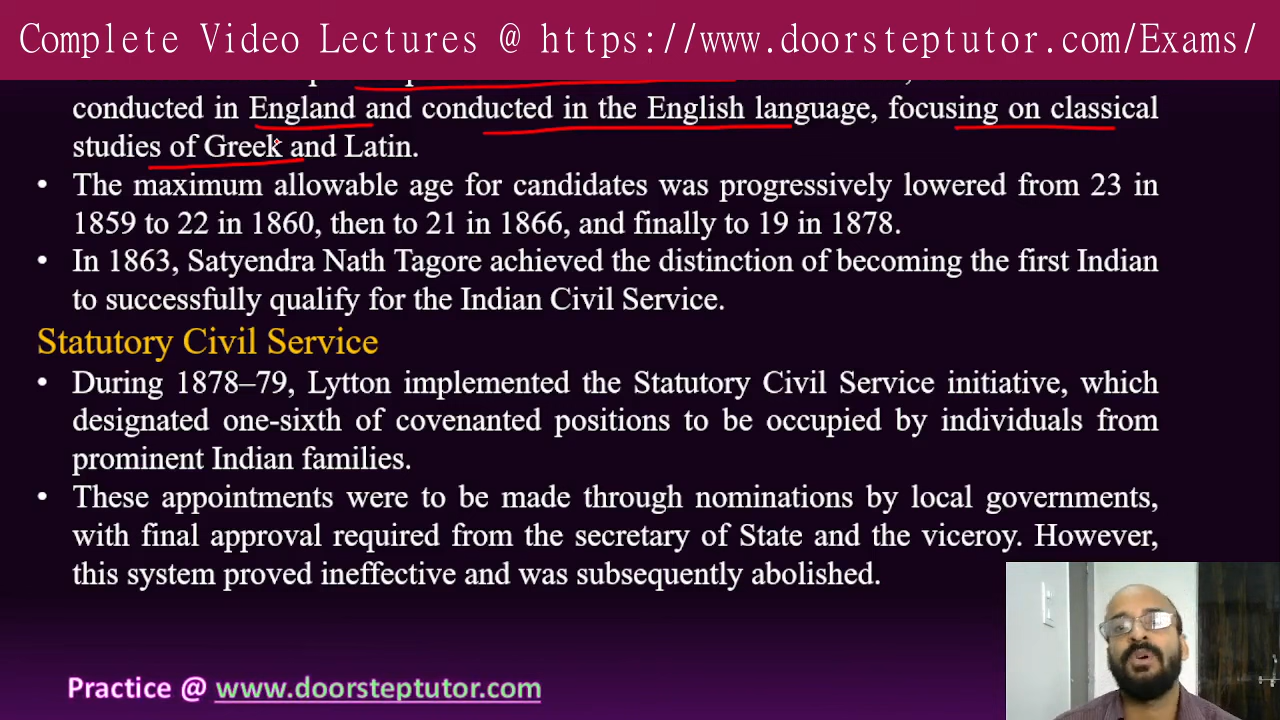 Complete Video Lectures @ https://www.doorsteptutor.com/Exams/
conducted in England and conducted in the English language, focusing on classical
studies of Greek and Latin.
• The maximum allowable age for candidates was progressively lowered from 23 in
1859 to 22 in 1860, then to 21 in 1866, and finally to 19 in 1878.
• In 1863, Satyendra Nath Tagore achieved the distinction of becoming the first Indian
to successfully qualify for the Indian Civil Service.
Statutory Civil Service
• During 1878–79, Lytton implemented the Statutory Civil Service initiative, which
designated one-sixth of covenanted positions to be occupied by individuals from
prominent Indian families.
• These appointments were to be made through nominations by local governments,
with final approval required from the secretary of State and the viceroy. However,
this system proved ineffective and was subsequently abolished.
Practice @ www.doorsteptutor.com